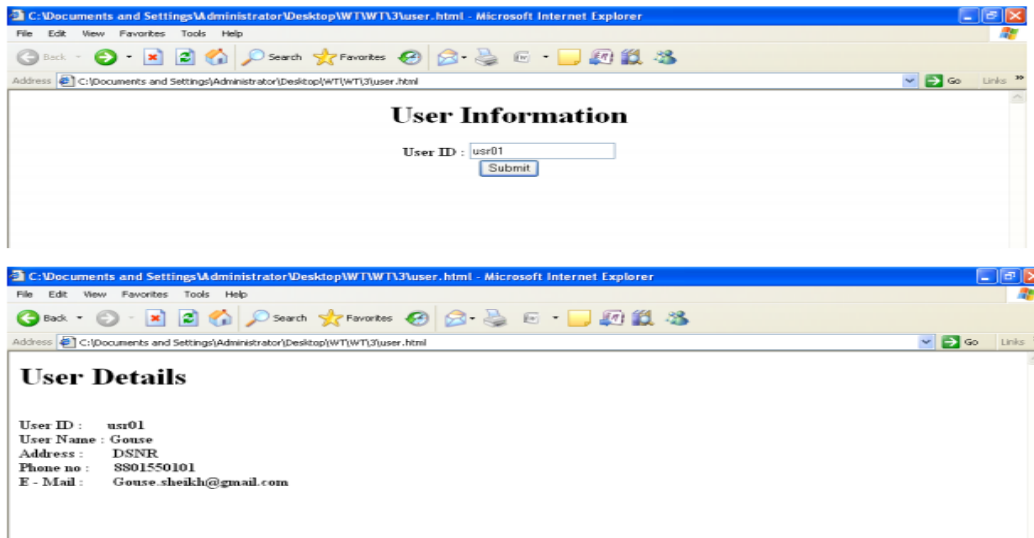 C:\Documents and Settings\Administrator\Desktop\WT\WT\3\user.html - Microsoft Internet Explorer
File Edit View Favorites Tools Help
Back Search Favorites
Address C:\Documents and Settings\Administrator\Desktop\WT\WT\3\user.html Go Links »
User Information
User ID : usr01
Submit
C:\Documents and Settings\Administrator\Desktop\WT\WT\3\user.html - Microsoft Internet Explorer
File Edit View Favorites Tools Help
Back Search Favorites
Address C:\Documents and Settings\Administrator\Desktop\WT\WT\3\user.html Go Links
User Details
User ID : usr01
User Name : Gouse
Address : DSNR
Phone no : 8801550101
E - Mail : Gouse.sheikh@gmail.com